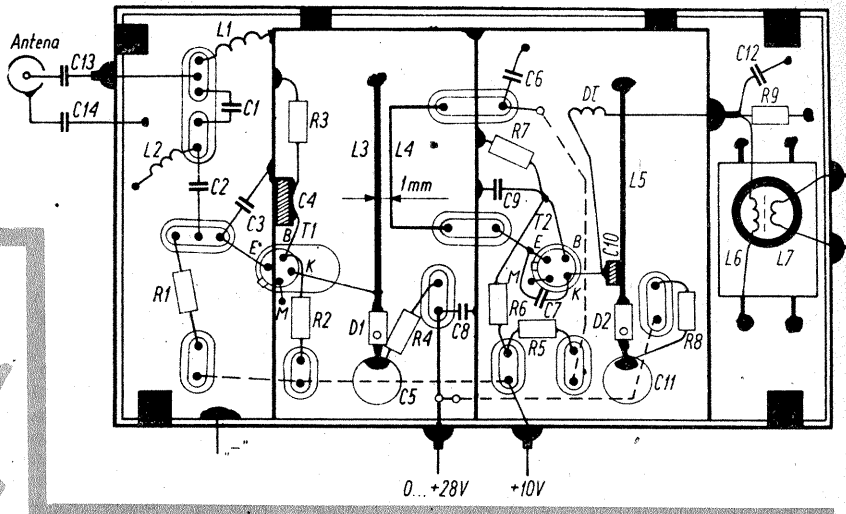 Antena
C13
C14
L1
C1
L2
C2
C3
R1
R3
C4
B
T1
E
K
M
R2
L3
L4
1mm
D1
R4
C5
C8
C6
R7
C9
T2
E
B
M
K
C7
R6
R5
DI
L5
C10
D2
R8
C11
C12
R9
L6
L7
„-"
0...+28V
+10V